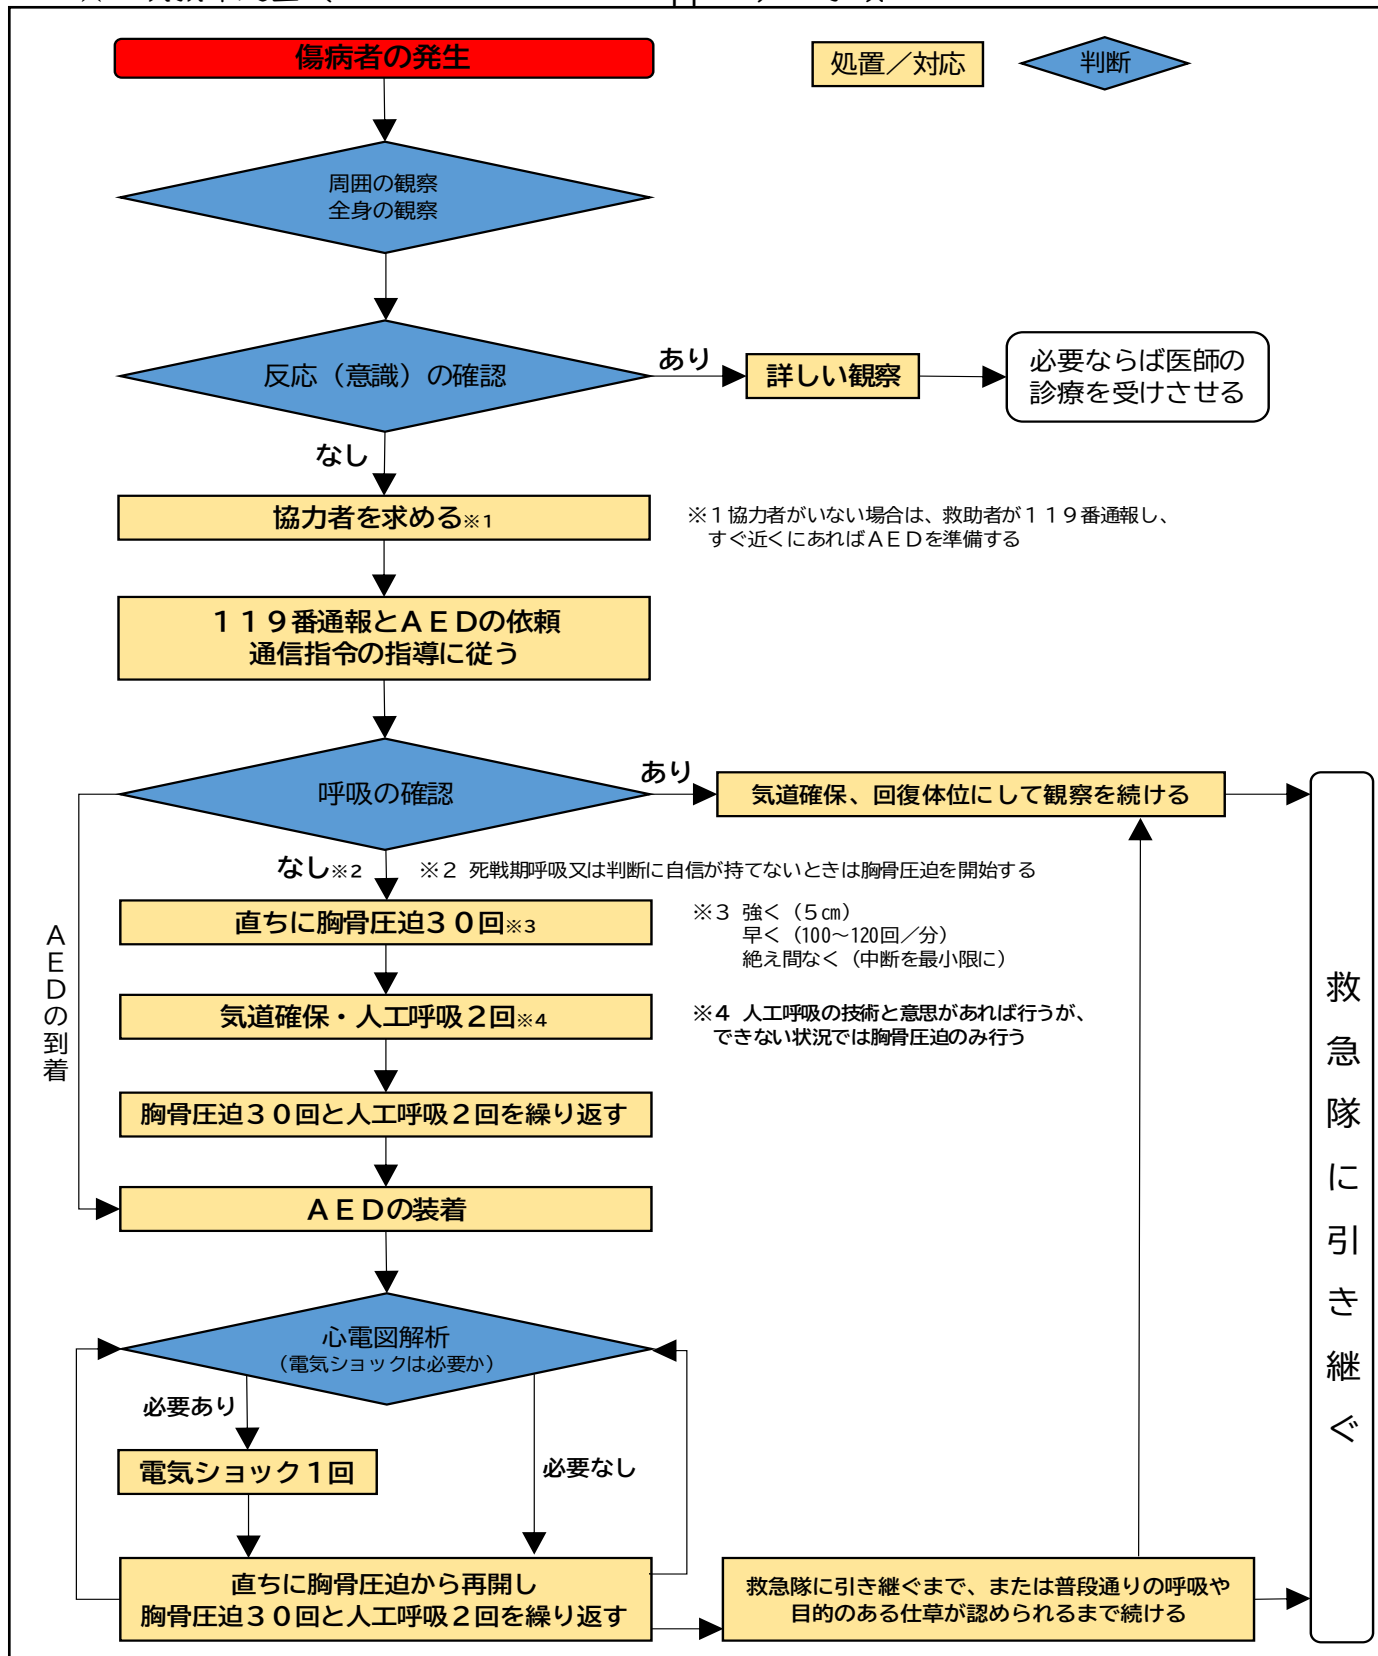 傷病者の発生
処置／対応
判断
周囲の観察
全身の観察
反応（意識）の確認
あり
詳しい観察
必要ならば医師の
診療を受けさせる
なし
協力者を求める※1
※１協力者がいない場合は、救助者が１１９番通報し、
すぐ近くにあればＡＥＤを準備する
１１９番通報とＡＥＤの依頼
通信指令の指導に従う
呼吸の確認
あり
気道確保、回復体位にして観察を続ける
なし※2
※２ 死戦期呼吸又は判断に自信が持てないときは胸骨圧迫を開始する
直ちに胸骨圧迫３０回※3
※３ 強く（５㎝）
早く（100～120回／分）
絶え間なく（中断を最小限に）
ＡＥＤの到着
気道確保・人工呼吸２回※4
※４ 人工呼吸の技術と意思があれば行うが、
できない状況では胸骨圧迫のみ行う
胸骨圧迫３０回と人工呼吸２回を繰り返す
ＡＥＤの装着
救急隊に引き継ぐ
心電図解析
（電気ショックは必要か）
必要あり
電気ショック１回
必要なし
直ちに胸骨圧迫から再開し
胸骨圧迫３０回と人工呼吸２回を繰り返す
救急隊に引き継ぐまで、または普段通りの呼吸や
目的のある仕草が認められるまで続ける